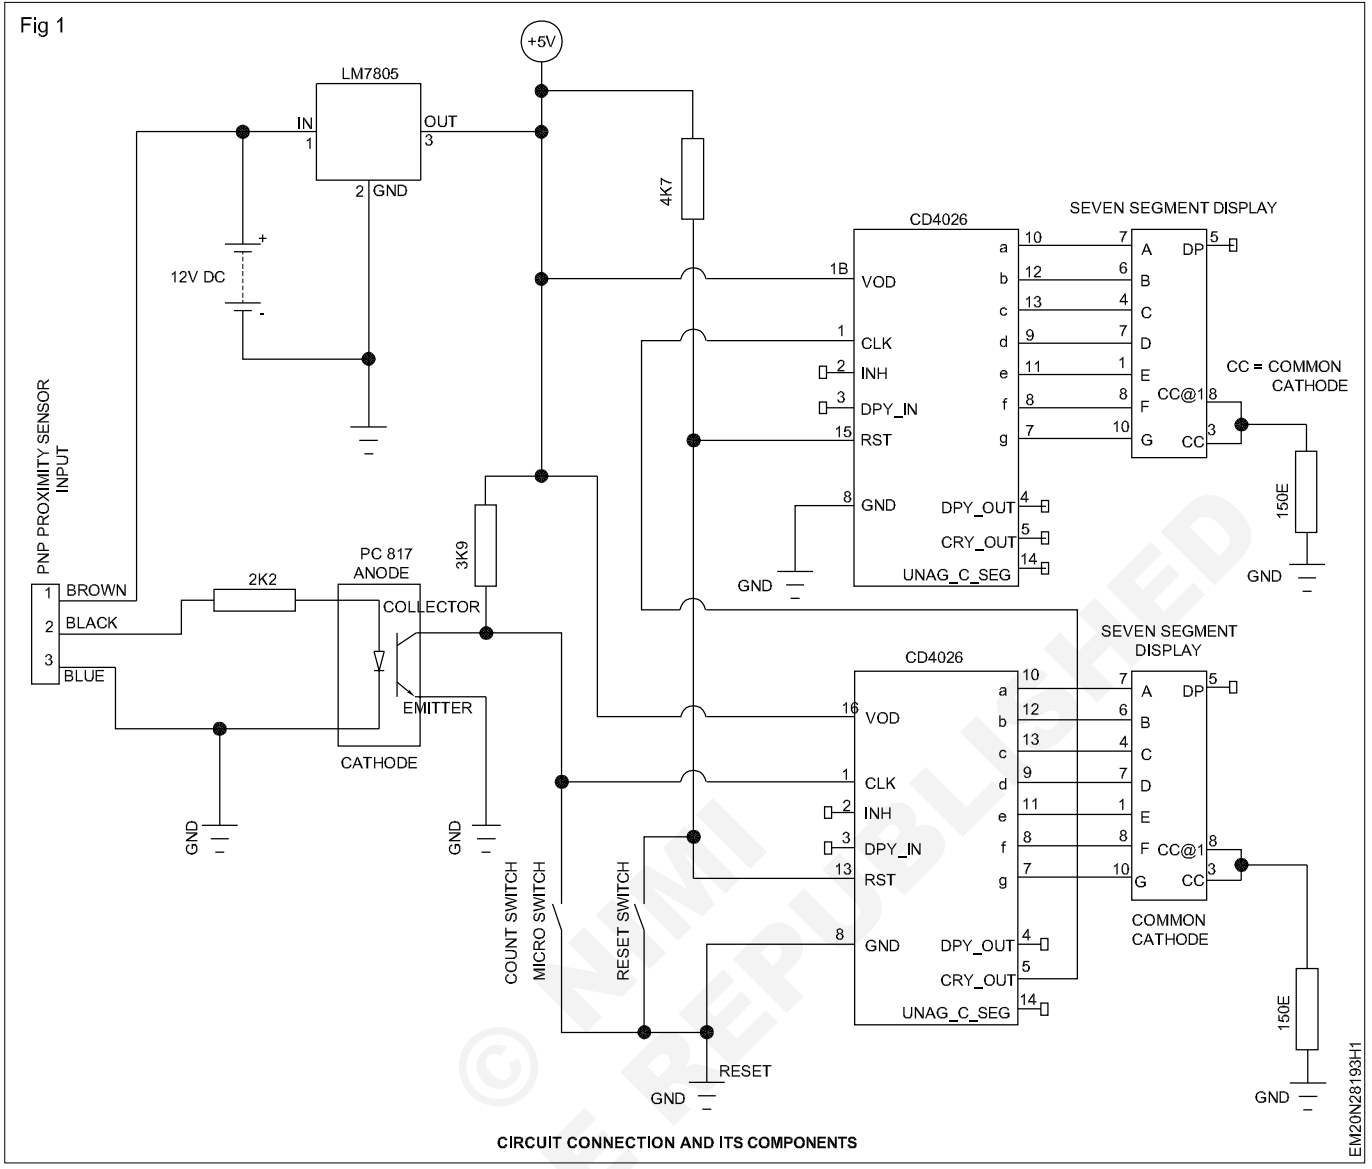 Fig 1
+5V
LM7805
IN
1
OUT
3
2 GND
4K7
12V DC
+
-
CD4026
SEVEN SEGMENT DISPLAY
1B VOD
1 CLK
2 INH
3 DPY_IN
15 RST
8 GND
a 10
b 12
c 13
d 9
e 11
f 8
g 7
DPY_OUT 4
CRY_OUT 5
UNAG_C_SEG 14
7 A
6 B
4 C
7 D
1 E
8 F
10 G
DP 5
CC@1 8
CC 3
CC = COMMON
CATHODE
150E
GND
GND
PNP PROXIMITY SENSOR
INPUT
1 BROWN
2 BLACK
3 BLUE
2K2
3K9
PC 817
ANODE
COLLECTOR
EMITTER
CATHODE
GND
GND
CD4026
SEVEN SEGMENT
DISPLAY
16 VOD
1 CLK
2 INH
3 DPY_IN
13 RST
8 GND
a 10
b 12
c 13
d 9
e 11
f 8
g 7
DPY_OUT 4
CRY_OUT 5
UNAG_C_SEG 14
7 A
6 B
4 C
7 D
1 E
8 F
10 G
DP 5
CC@1 8
CC 3
COMMON
CATHODE
150E
GND
COUNT SWITCH
MICRO SWITCH
RESET SWITCH
RESET
GND
CIRCUIT CONNECTION AND ITS COMPONENTS
EM20N28193H1
© NIMI
E REPUBLISHED